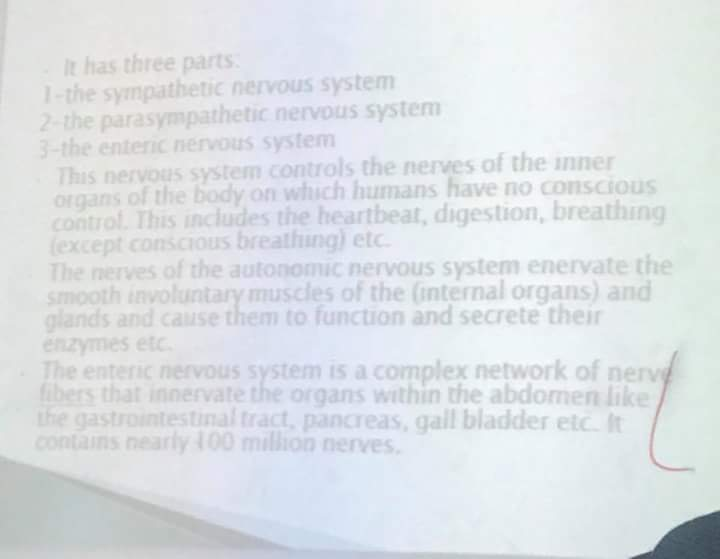 It has three parts:
1-the sympathetic nervous system
2-the parasympathetic nervous system
3-the enteric nervous system
This nervous system controls the nerves of the inner
organs of the body on which humans have no conscious
control. This includes the heartbeat, digestion, breathing
(except conscious breathing) etc.
The nerves of the autonomic nervous system enervate the
smooth involuntary muscles of the (internal organs) and
glands and cause them to function and secrete their
enzymes etc.
The enteric nervous system is a complex network of nerve
fibers that innervate the organs within the abdomen like
the gastrointestinal tract, pancreas, gall bladder etc. It
contains nearly 100 million nerves.